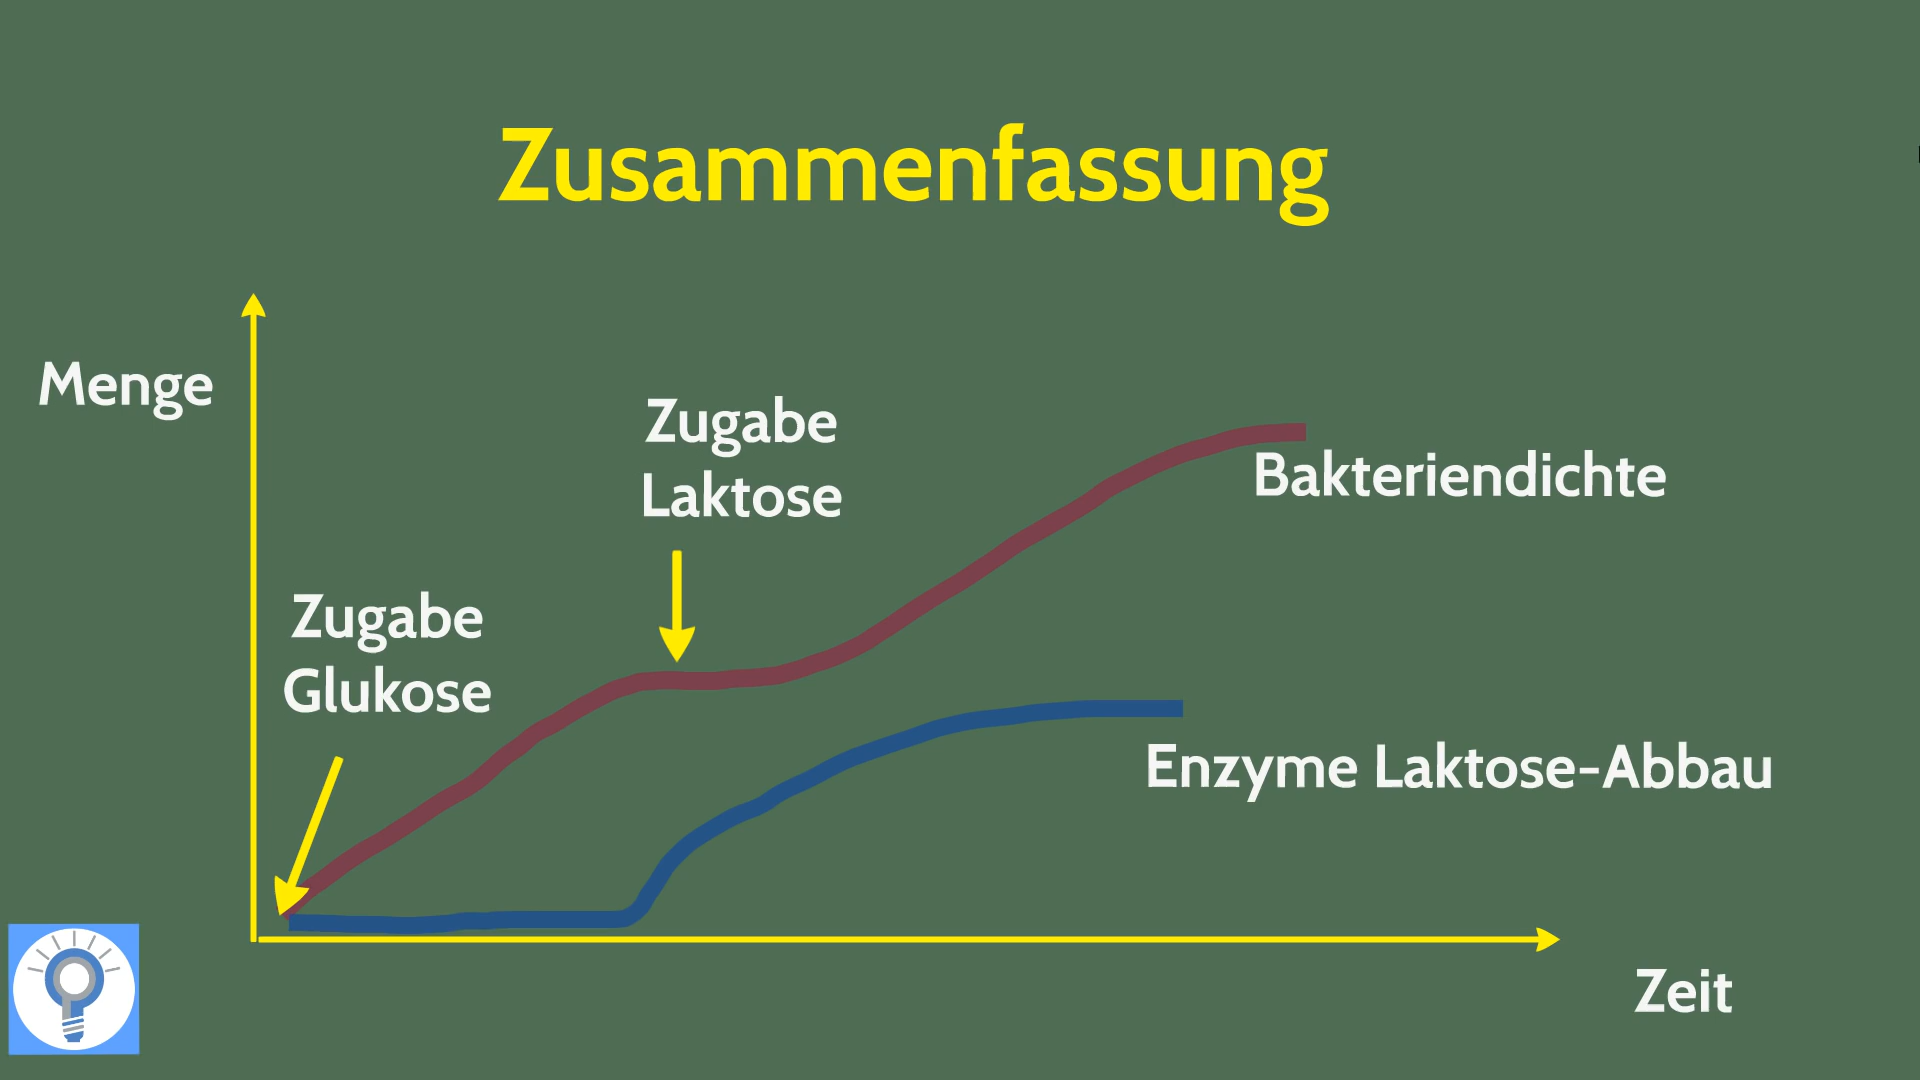 Zusammenfassung
Menge
Zugabe
Laktose
Bakteriendichte
Zugabe
Glukose
Enzyme Laktose-Abbau
Zeit